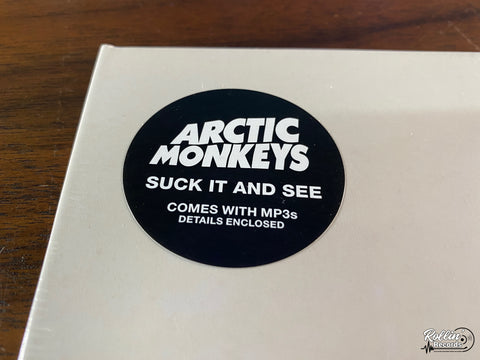 ARCTIC
MONKEYS
SUCK IT AND SEE
COMES WITH MP3s
DETAILS ENCLOSED
Rollin'
Records